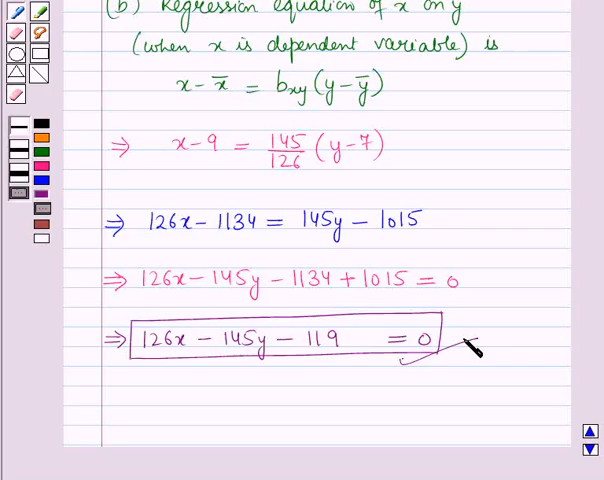 (b) Regression equation of x on y
(when x is dependent variable) is
x - x̅ = bxy (y - y̅)
⇒ x - 9 = 145/126 (y - 7)
⇒ 126x - 1134 = 145y - 1015
⇒ 126x - 145y - 1134 + 1015 = 0
⇒ 126x - 145y - 119 = 0